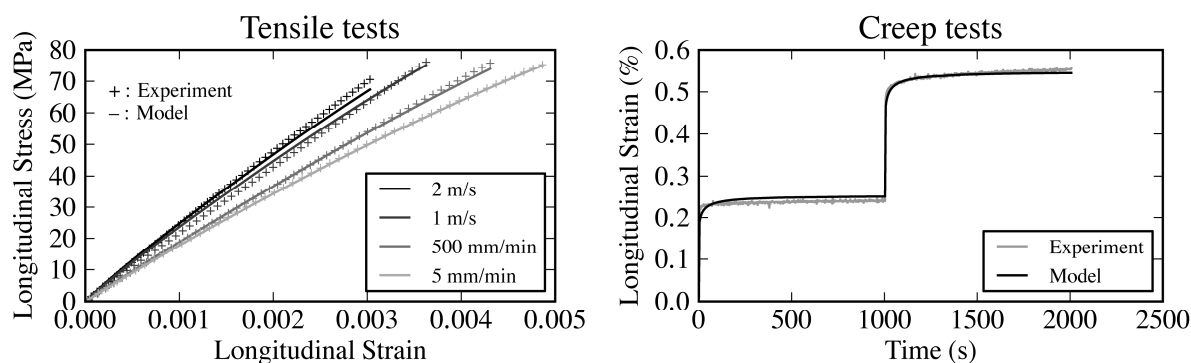 Tensile tests
Longitudinal Stress (MPa)
80
70
60
50
40
30
20
10
0
+ : Experiment
– : Model
2 m/s
1 m/s
500 mm/min
5 mm/min
0.000 0.001 0.002 0.003 0.004 0.005
Longitudinal Strain
Creep tests
Longitudinal Strain (%)
0.6
0.5
0.4
0.3
0.2
0.1
0.0
Experiment
Model
0 500 1000 1500 2000 2500
Time (s)